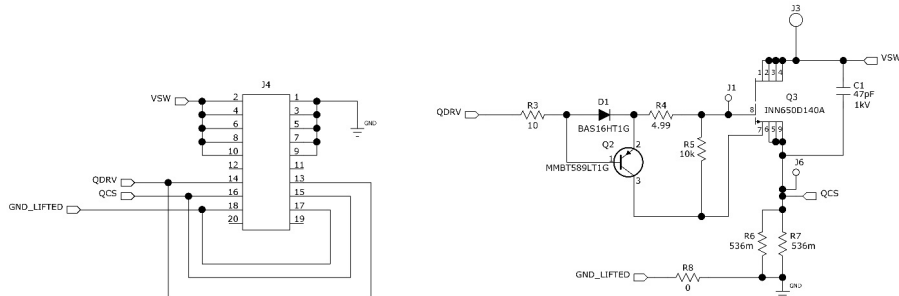 J3
VSW
J4
VSW
2 1
4 3
6 5
8 7
10 9
12 11
QDRV 14 13
QCS 16 15
GND_LIFTED 18 17
20 19
GND
QDRV
R3
10
D1
BAS16HT1G
R4
4.99
J1
1 2 3 4
8
7 6 5 9
Q3
INN650D140A
C1
47pF
1kV
Q2
1
2
3
MMBT589LT1G
R5
10k
J6
QCS
R6
536m
R7
536m
GND_LIFTED
R8
0
GND